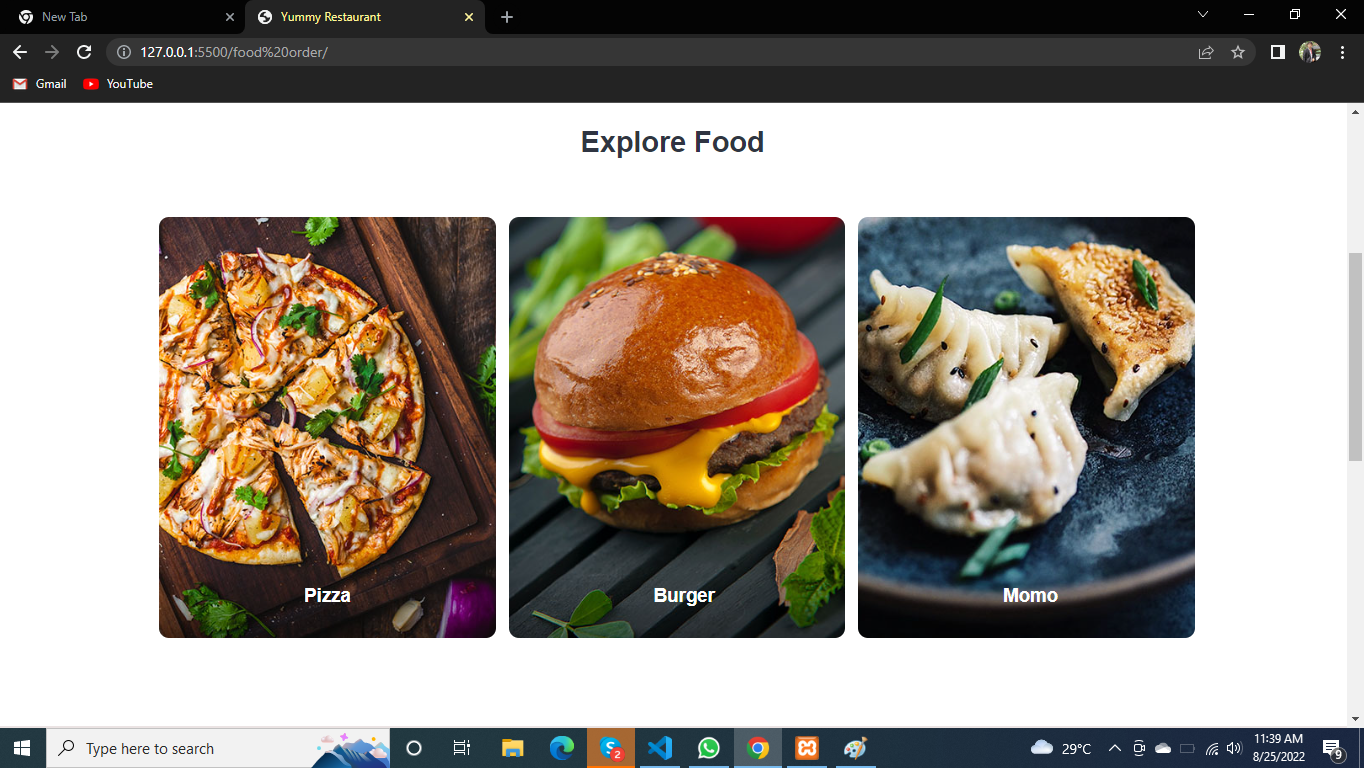 New Tab
Yummy Restaurant
127.0.0.1:5500/food%20order/
Gmail
YouTube
Explore Food
Pizza
Burger
Momo
Type here to search
2
29°C
11:39 AM
8/25/2022
9